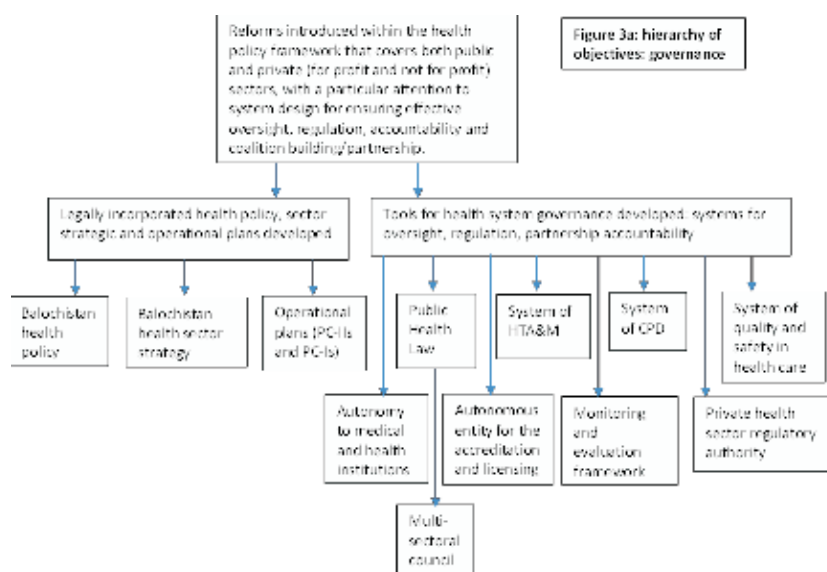 Reforms introduced within the health
policy framework that covers both public
and private (for profit and not for profit)
sectors, with a particular attention to
system design for ensuring effective
oversight, regulation, accountability and
coalition building/partnership.
Figure 3a: hierarchy of
objectives: governance
Legally incorporated health policy, sector
strategic and operational plans developed
Tools for health system governance developed: systems for
oversight, regulation, partnership accountability
Balochistan
health
policy
Balochistan
health sector
strategy
Operational
plans (PC-IIs
and PC-Is)
Public
Health
Law
System of
HTA&M
System
of CPD
System of
quality and
safety in
health care
Autonomy
to medical
and health
institutions
Autonomous
entity for the
accreditation
and licensing
Monitoring
and
evaluation
framework
Private health
sector regulatory
authority
Multi-
sectoral
council